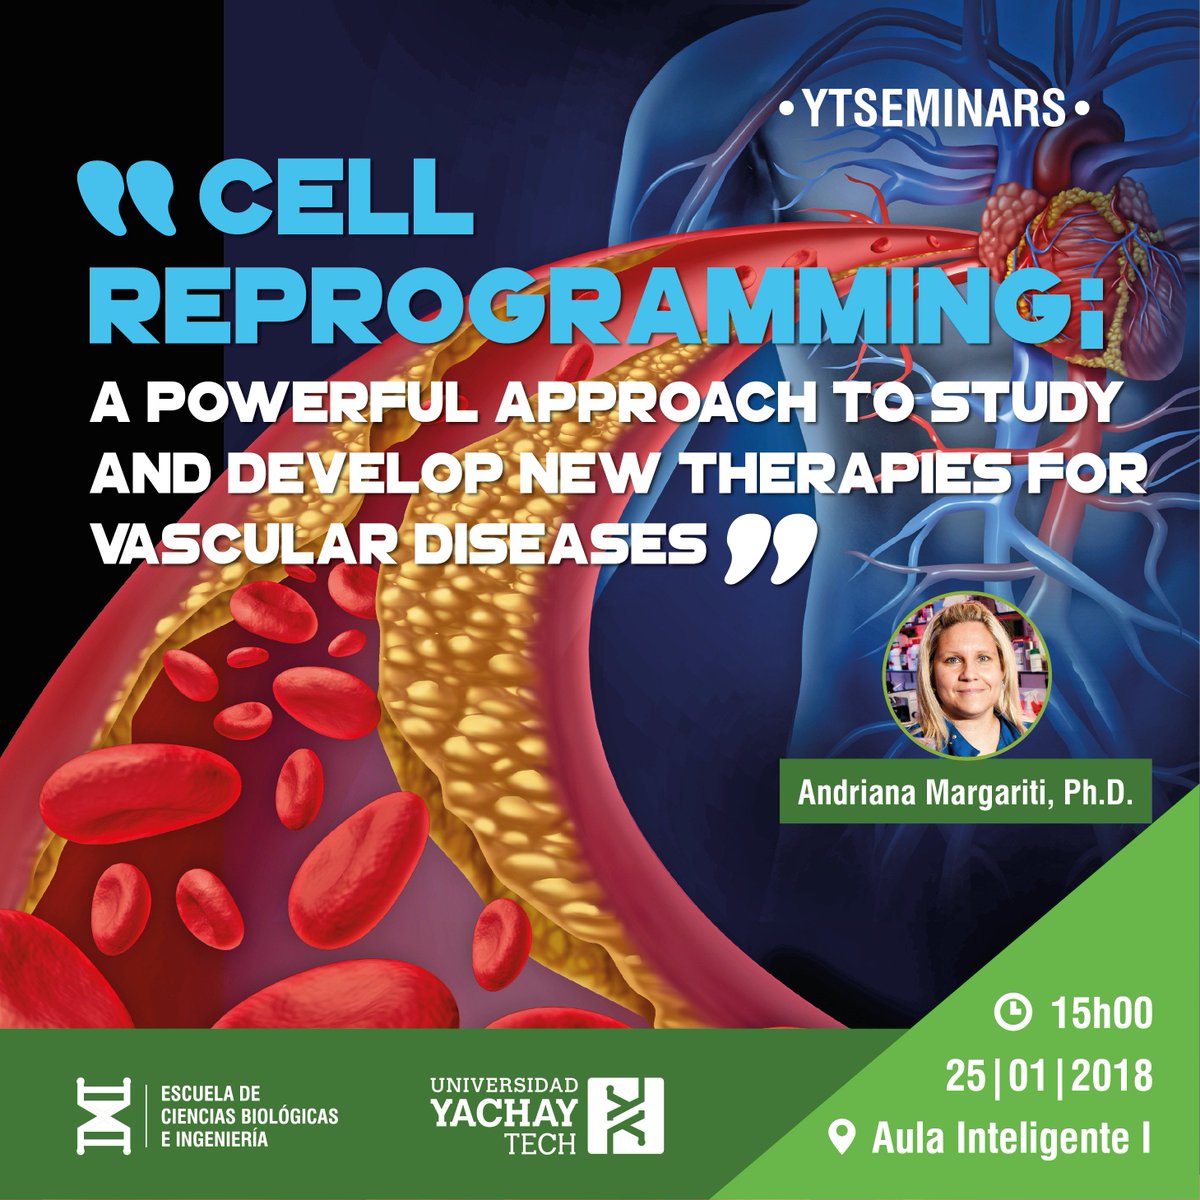 •YTSEMINARS•
“CELL
REPROGRAMMING;
A POWERFUL APPROACH TO STUDY
AND DEVELOP NEW THERAPIES FOR
VASCULAR DISEASES”
Andriana Margariti, Ph.D.
15h00
25|01|2018
Aula Inteligente I
ESCUELA DE
CIENCIAS BIOLÓGICAS
E INGENIERÍA
UNIVERSIDAD
YACHAY
TECH